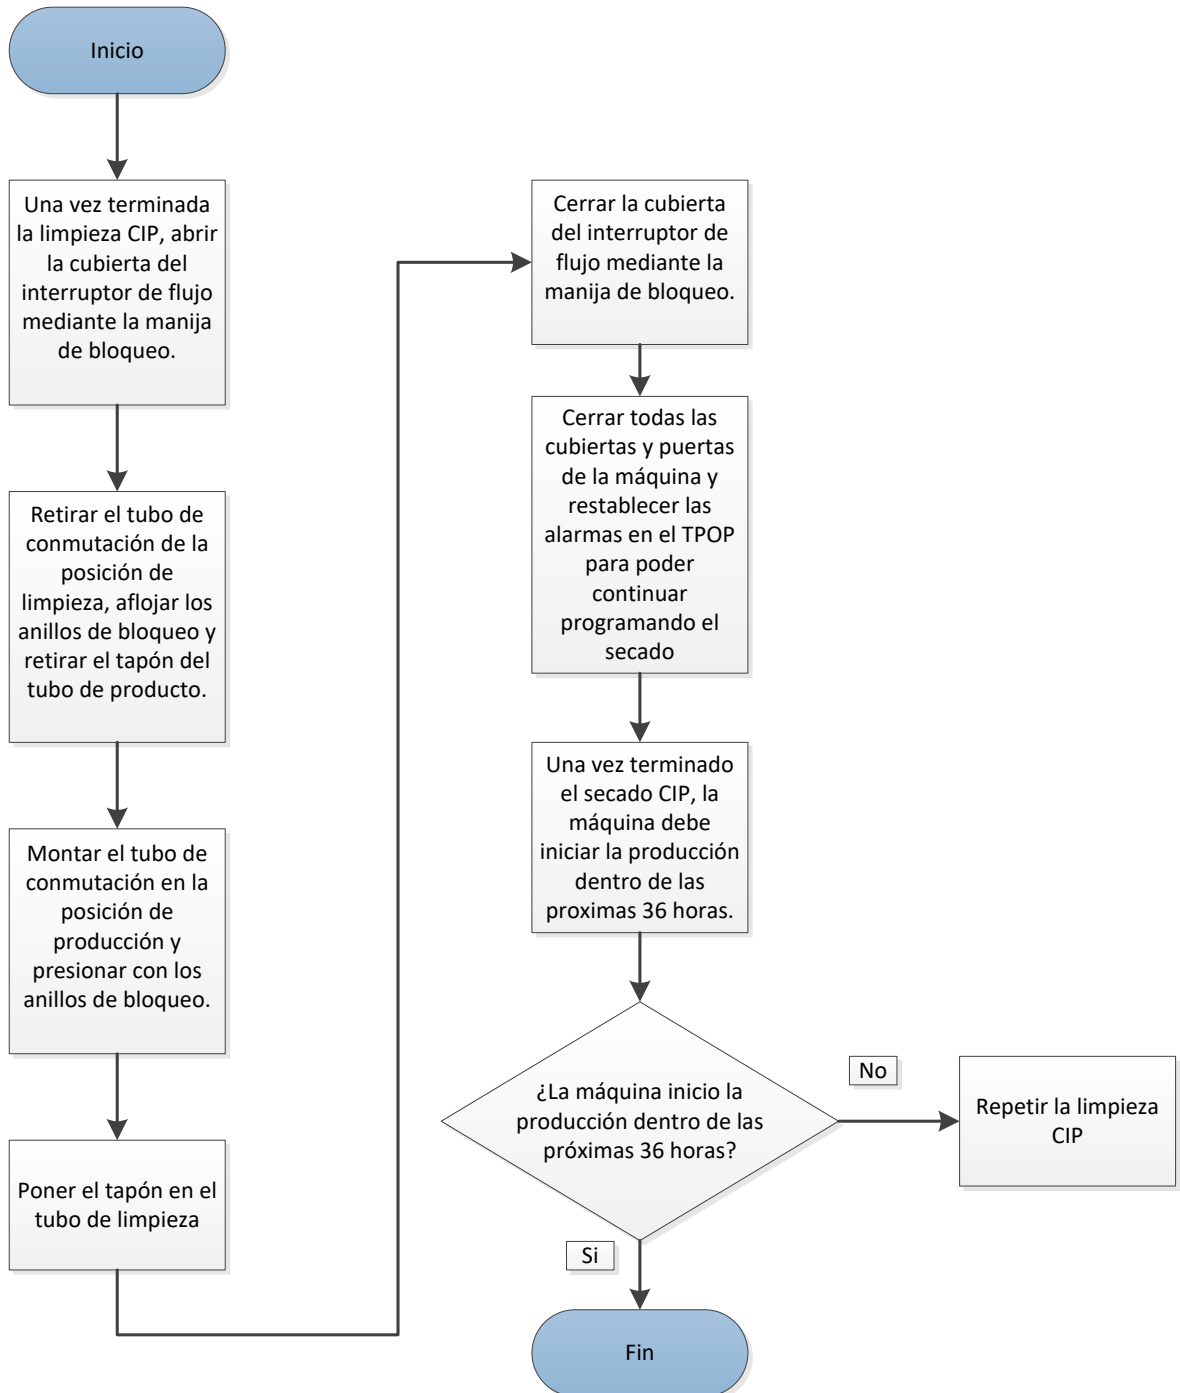 Inicio
Una vez terminada
la limpieza CIP, abrir
la cubierta del
interruptor de flujo
mediante la manija
de bloqueo.
Retirar el tubo de
conmutación de la
posición de
limpieza, aflojar los
anillos de bloqueo y
retirar el tapón del
tubo de producto.
Montar el tubo de
conmutación en la
posición de
producción y
presionar con los
anillos de bloqueo.
Poner el tapón en el
tubo de limpieza
Cerrar la cubierta
del interruptor de
flujo mediante la
manija de bloqueo.
Cerrar todas las
cubiertas y puertas
de la máquina y
restablecer las
alarmas en el TPOP
para poder
continuar
programando el
secado
Una vez terminado
el secado CIP, la
máquina debe
iniciar la producción
dentro de las
proximas 36 horas.
¿La máquina inicio la
producción dentro de las
próximas 36 horas?
No
Repetir la limpieza
CIP
Si
Fin